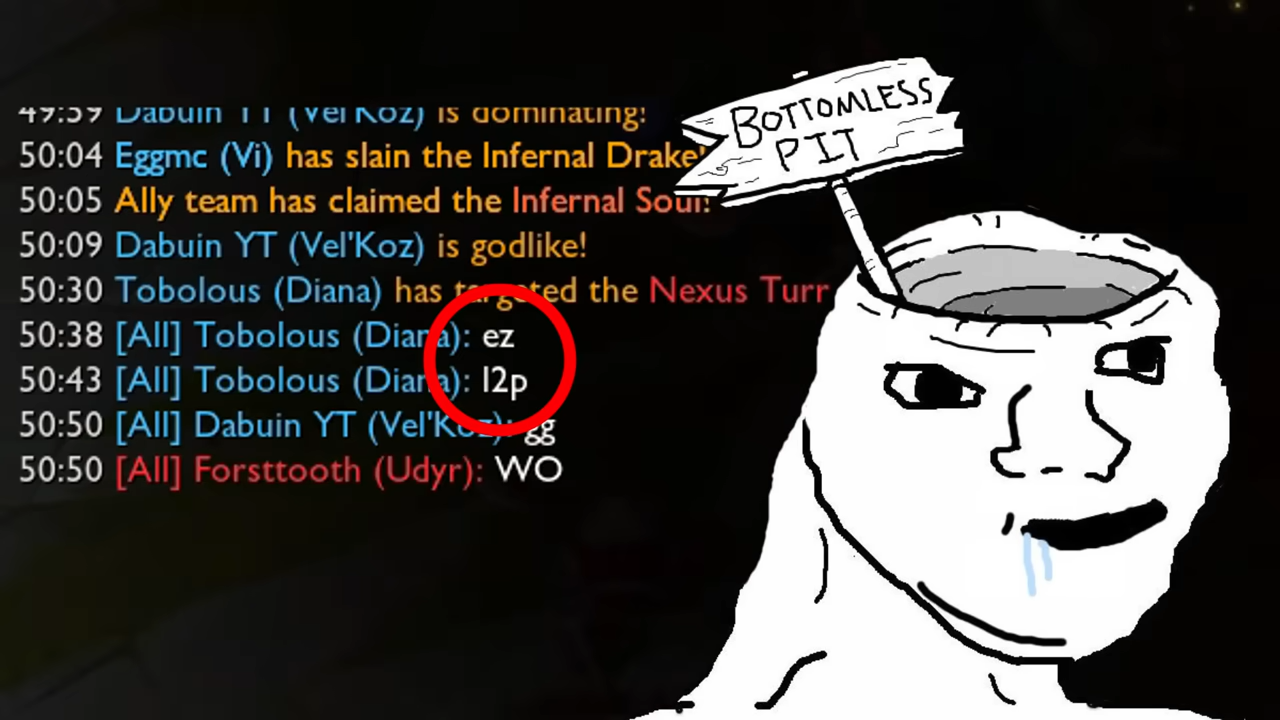 49:59 Dabuin YT (Vel'Koz) is dominating!
50:04 Eggmc (Vi) has slain the Infernal Drake!
50:05 Ally team has claimed the Infernal Soul!
50:09 Dabuin YT (Vel'Koz) is godlike!
50:30 Tobolous (Diana) has targeted the Nexus Turr
50:38 [All] Tobolous (Diana): ez
50:43 [All] Tobolous (Diana): l2p
50:50 [All] Dabuin YT (Vel'Koz): gg
50:50 [All] Forsttooth (Udyr): WO
BOTTOMLESS
PIT